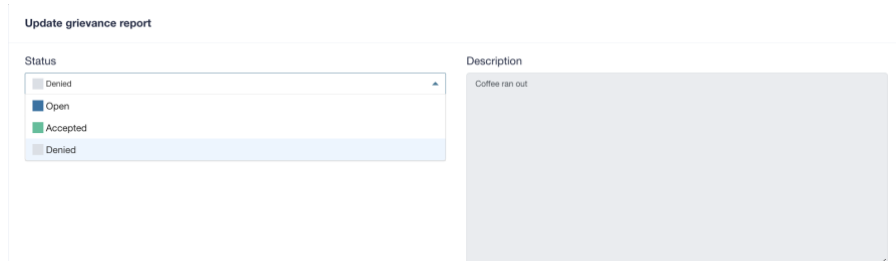 Update grievance report
Status
Denied
Open
Accepted
Denied
Description
Coffee ran out